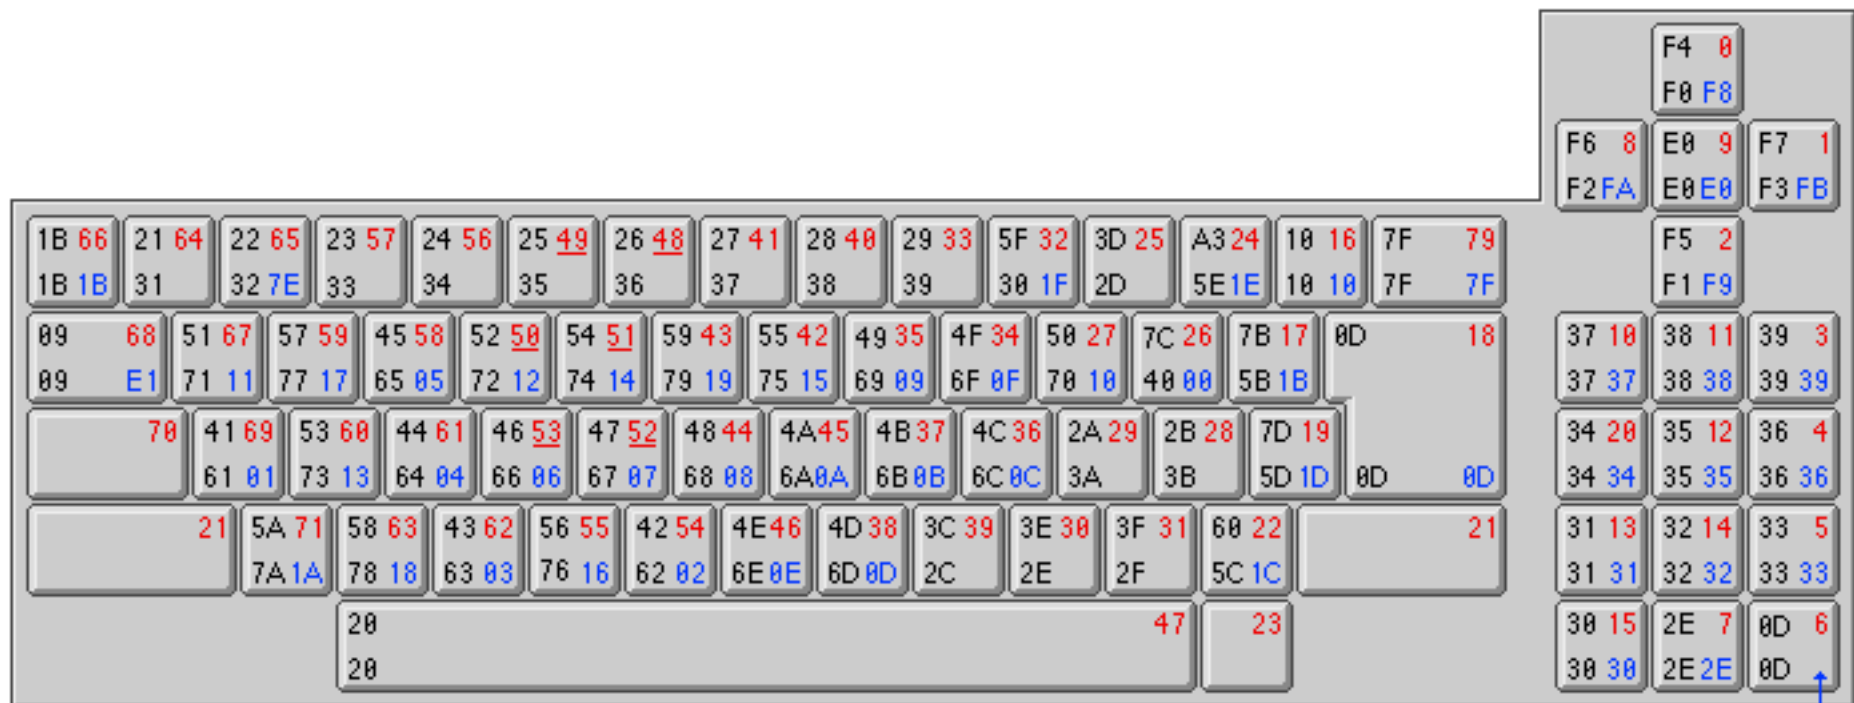 F4 0
F0 F8
F6 8 E0 9 F7 1
F2 FA E0 E0 F3 FB
1B 66 21 64 22 65 23 57 24 56 25 49 26 48 27 41 28 40 29 33 5F 32 3D 25 A3 24 10 16 7F 79 F5 2
1B 1B 31 32 7E 33 34 35 36 37 38 39 30 1F 2D 5E 1E 10 10 7F 7F F1 F9
09 68 51 67 57 59 45 58 52 50 54 51 59 43 55 42 49 35 4F 34 50 27 7C 26 7B 17 0D 18 37 10 38 11 39 3
09 E1 71 11 77 17 65 05 72 12 74 14 79 19 75 15 69 09 6F 0F 70 10 40 00 5B 1B 37 37 38 38 39 39
70 41 69 53 60 44 61 46 53 47 52 48 44 4A 45 4B 37 4C 36 2A 29 2B 28 7D 19 34 20 35 12 36 4
61 01 73 13 64 04 66 06 67 07 68 08 6A 0A 6B 0B 6C 0C 3A 3B 5D 1D 0D 0D 34 34 35 35 36 36
21 5A 71 58 63 43 62 56 55 42 54 4E 46 4D 38 3C 39 3E 30 3F 31 60 22 21 31 13 32 14 33 5
7A 1A 78 18 63 03 76 16 62 02 6E 0E 6D 0D 2C 2E 2F 5C 1C 31 31 32 32 33 33
20 47 23 30 15 2E 7 0D 6
20 30 30 2E 2E 0D